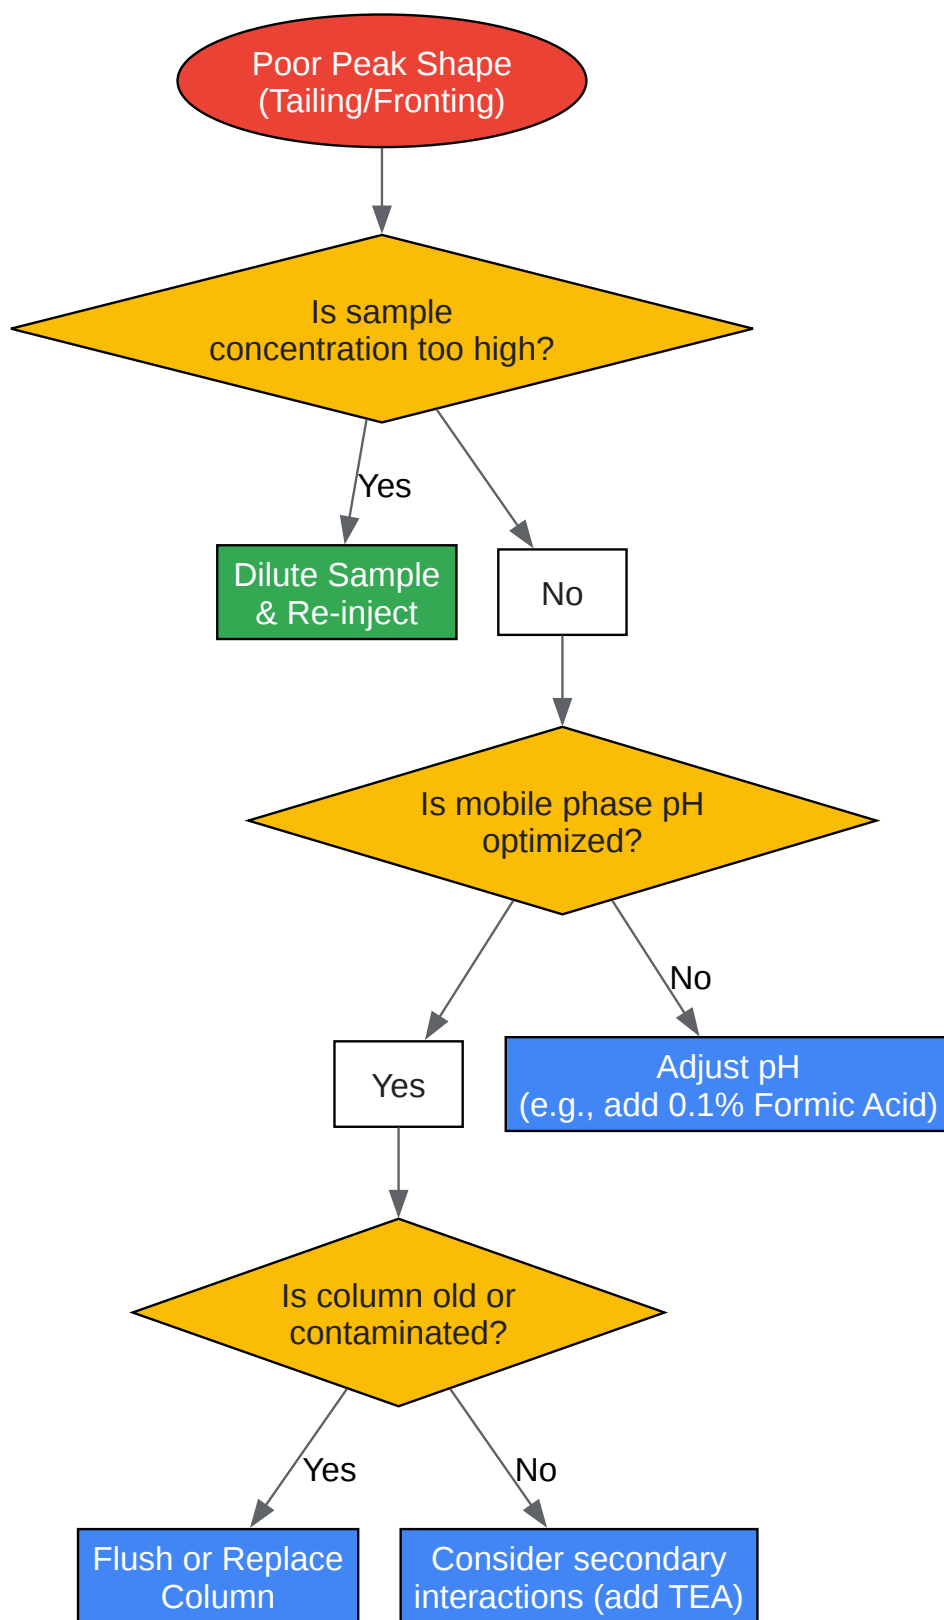 Poor Peak Shape
(Tailing/Fronting)
Is sample
concentration too high?
Yes
Dilute Sample
& Re-inject
No
Is mobile phase pH
optimized?
No
Yes
Adjust pH
(e.g., add 0.1% Formic Acid)
Is column old or
contaminated?
Yes
No
Flush or Replace
Column
Consider secondary
interactions (add TEA)